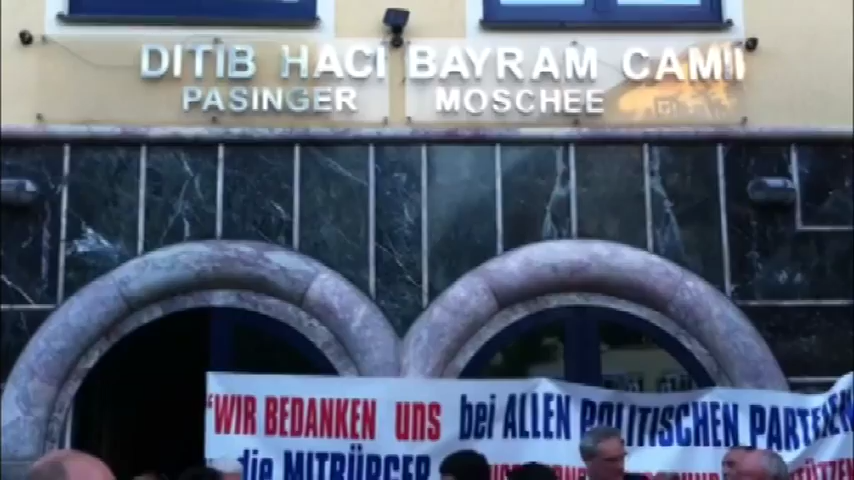 DITIB HACI BAYRAM CAMII
PASINGER MOSCHEE
"WIR BEDANKEN UNS bei ALLEN POLITISCHEN PARTEIEN
die MITBÜRGER